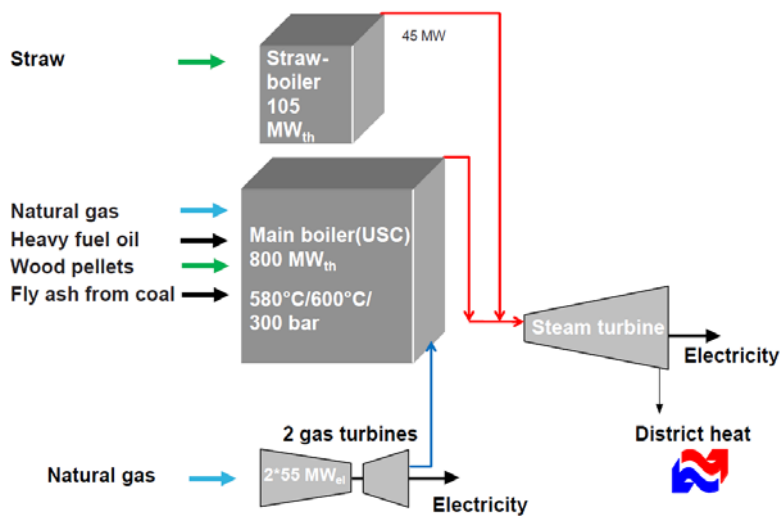 45 MW
Straw
Straw-
boiler
105
MWth
Natural gas
Heavy fuel oil
Wood pellets
Fly ash from coal
Main boiler(USC)
800 MWth
580°C/600°C/
300 bar
Steam turbine
Electricity
2 gas turbines
District heat
Natural gas
2*55 MWel
Electricity